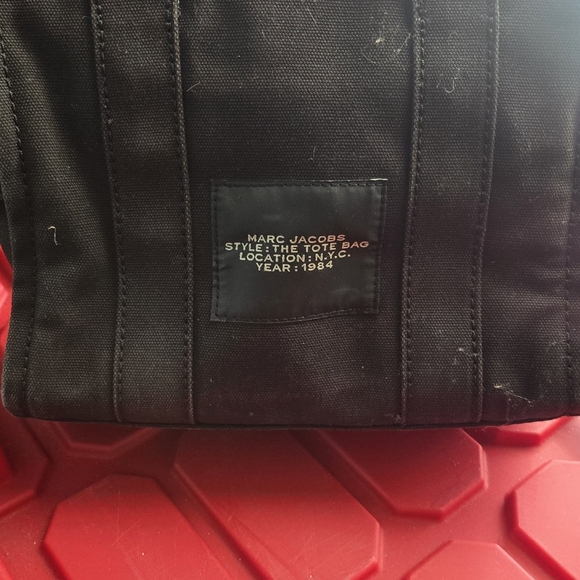 MARC JACOBS
STYLE : THE TOTE BAG
LOCATION : N.Y.C.
YEAR : 1984